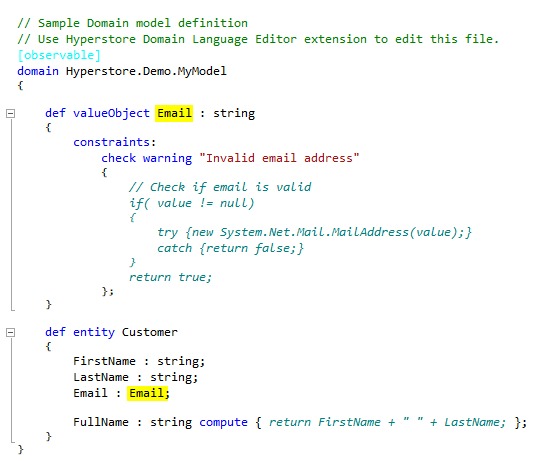 // Sample Domain model definition
// Use Hyperstore Domain Language Editor extension to edit this file.
[observable]
domain Hyperstore.Demo.MyModel
{
def valueObject Email : string
{
constraints:
check warning "Invalid email address"
{
// Check if email is valid
if( value != null)
{
try {new System.Net.Mail.MailAddress(value);}
catch {return false;}
}
return true;
};
}
def entity Customer
{
FirstName : string;
LastName : string;
Email : Email;
FullName : string compute { return FirstName + " " + LastName; };
}
}